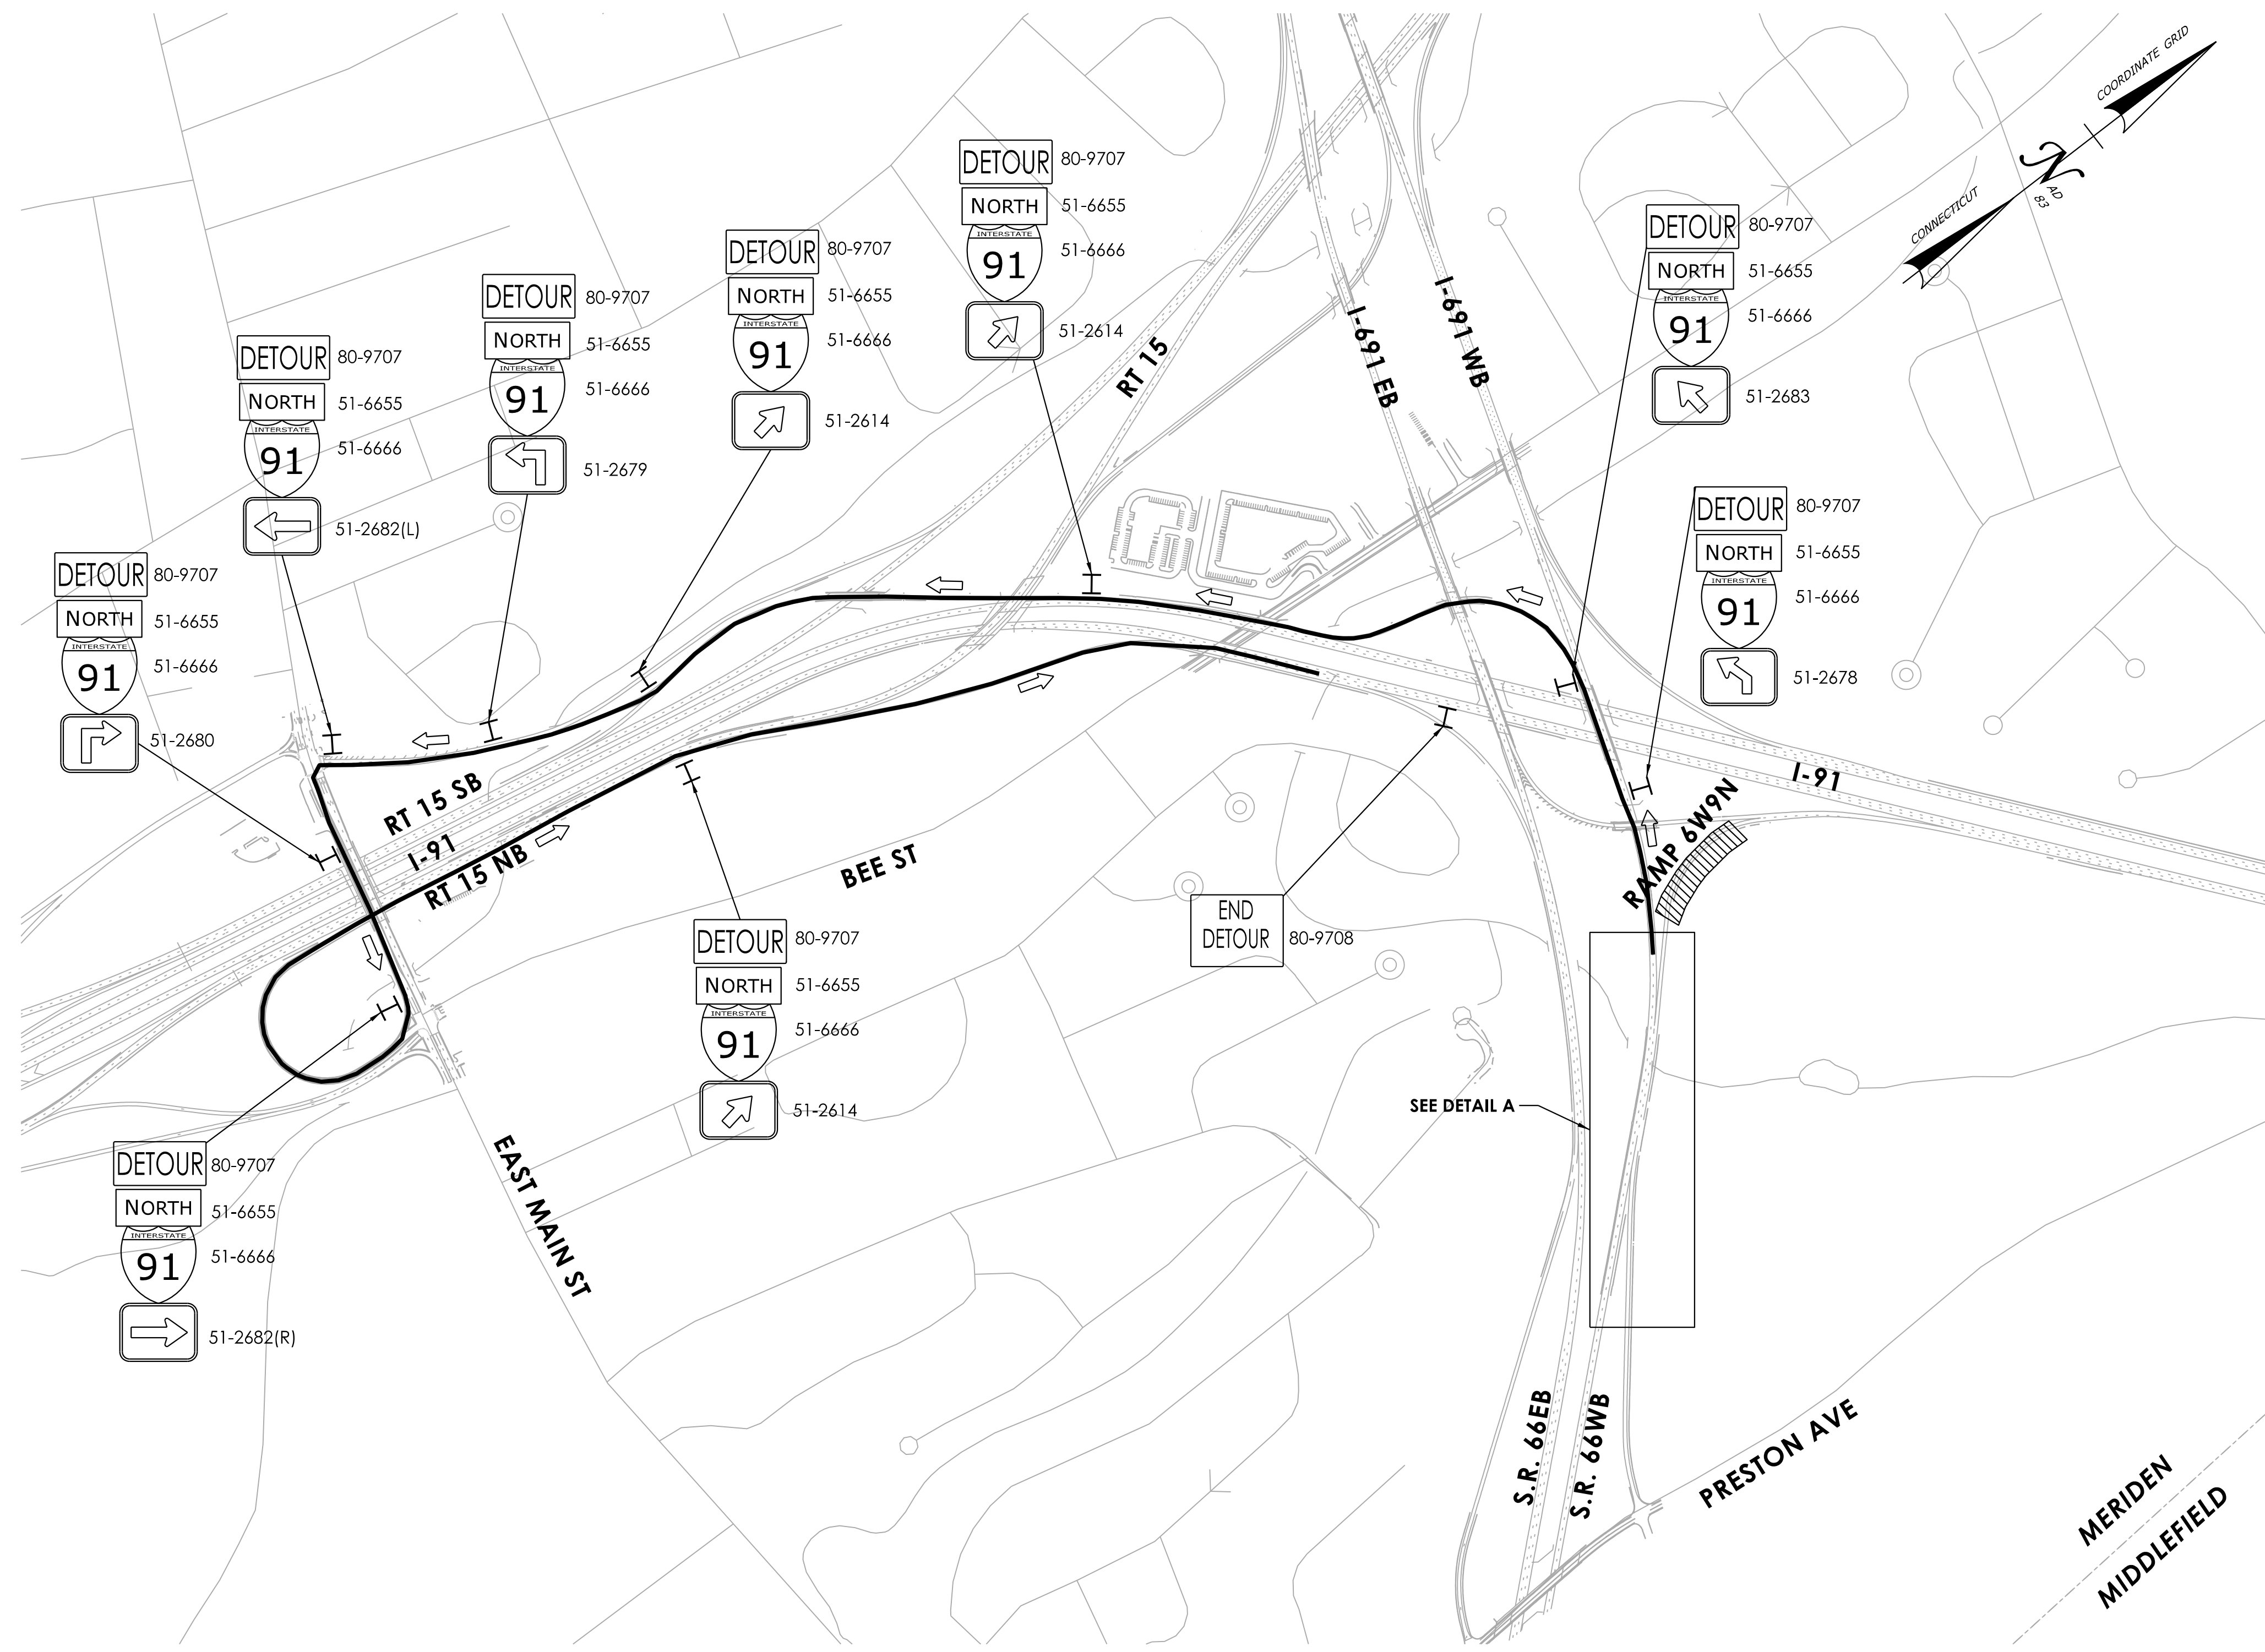 COORDINATE GRID
N
AD
83
CONNECTICUT
DETOUR 80-9707
NORTH 51-6655
INTERSTATE
91 51-6666
51-2614
DETOUR 80-9707
NORTH 51-6655
INTERSTATE
91 51-6666
51-2683
DETOUR 80-9707
NORTH 51-6655
INTERSTATE
91 51-6666
51-2614
DETOUR 80-9707
NORTH 51-6655
INTERSTATE
91 51-6666
51-2679
DETOUR 80-9707
NORTH 51-6655
INTERSTATE
91 51-6666
51-2682(L)
RT 15
I-691 EB
I-691 WB
DETOUR 80-9707
NORTH 51-6655
INTERSTATE
91 51-6666
51-2678
DETOUR 80-9707
NORTH 51-6655
INTERSTATE
91 51-6666
51-2680
RT 15 SB
I-91
RT 15 NB
BEE ST
I-91
RAMP 6W9N
DETOUR 80-9707
NORTH 51-6655
INTERSTATE
91 51-6666
51-2614
END
DETOUR 80-9708
SEE DETAIL A
DETOUR 80-9707
NORTH 51-6655
INTERSTATE
91 51-6666
51-2682(R)
EAST MAIN ST
S.R. 66EB
S.R. 66WB
PRESTON AVE
MERIDEN
MIDDLEFIELD